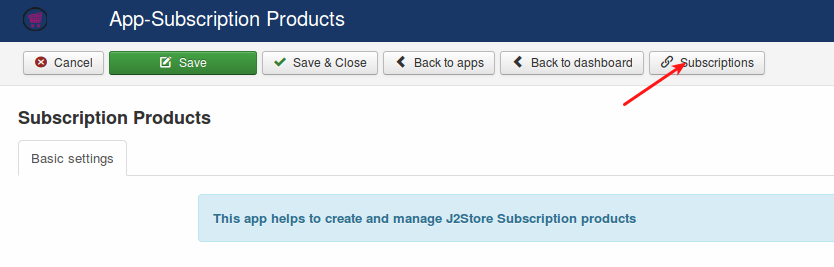 App-Subscription Products
Cancel Save Save & Close Back to apps Back to dashboard Subscriptions
Subscription Products
Basic settings
This app helps to create and manage J2Store Subscription products